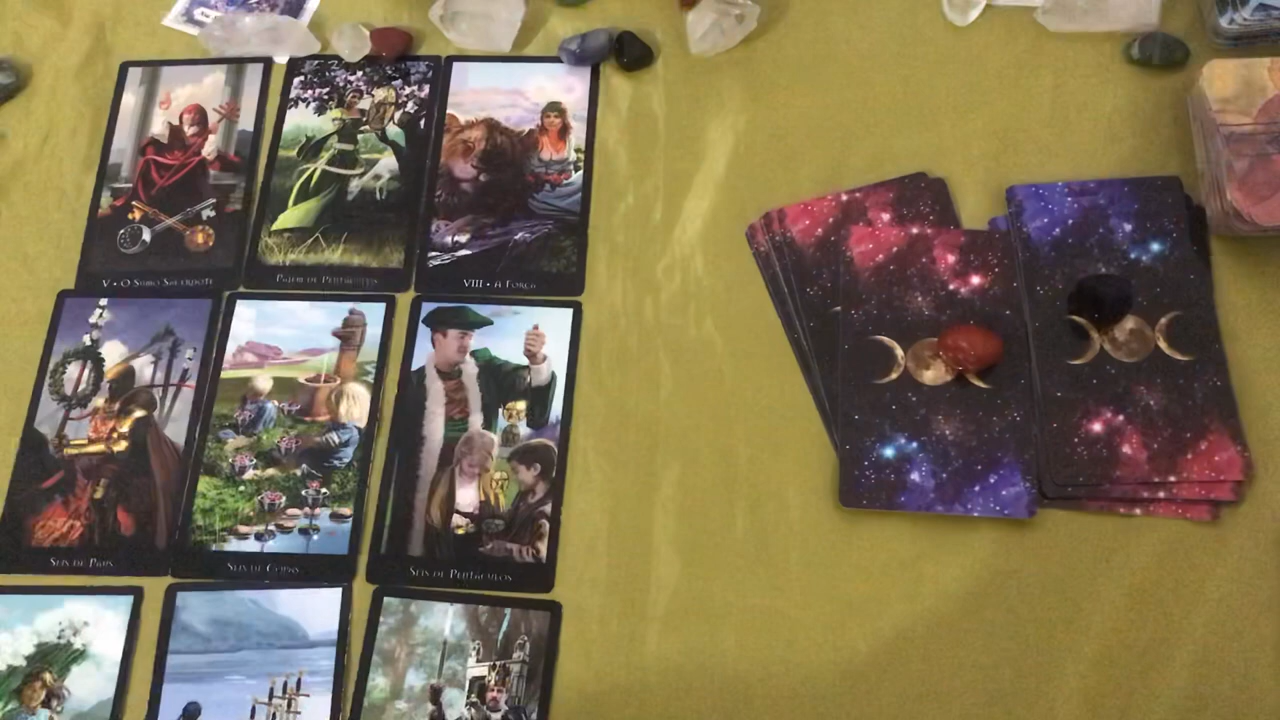 V • O Sumo Sacerdote
Pajem de Pentáculos
VIII • A Força
Seis de Paus
Seis de Copas
Seis de Pentáculos